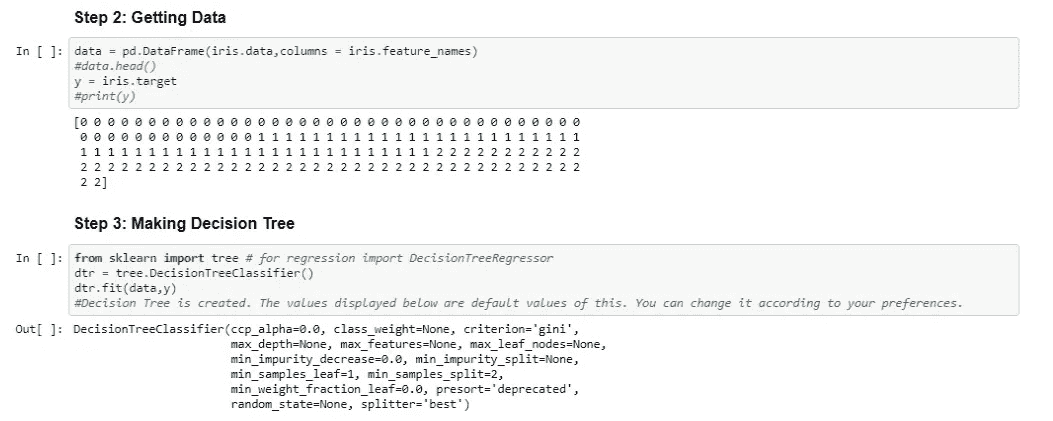 Step 2: Getting Data
In [ ]: data = pd.DataFrame(iris.data,columns = iris.feature_names)
#data.head()
y = iris.target
#print(y)
[0 0 0 0 0 0 0 0 0 0 0 0 0 0 0 0 0 0 0 0 0 0 0 0 0 0 0 0 0 0 0 0 0 0 0 0 0
0 0 0 0 0 0 0 0 0 0 0 0 0 1 1 1 1 1 1 1 1 1 1 1 1 1 1 1 1 1 1 1 1 1 1 1 1
1 1 1 1 1 1 1 1 1 1 1 1 1 1 1 1 1 1 1 1 1 1 1 1 1 1 2 2 2 2 2 2 2 2 2 2 2
2 2 2 2 2 2 2 2 2 2 2 2 2 2 2 2 2 2 2 2 2 2 2 2 2 2 2 2 2 2 2 2 2 2 2 2 2
2 2]
Step 3: Making Decision Tree
In [ ]: from sklearn import tree # for regression import DecisionTreeRegressor
dtr = tree.DecisionTreeClassifier()
dtr.fit(data,y)
#Decision Tree is created. The values displayed below are default values of this. You can change it according to your preferences.
Out[ ]: DecisionTreeClassifier(ccp_alpha=0.0, class_weight=None, criterion='gini',
max_depth=None, max_features=None, max_leaf_nodes=None,
min_impurity_decrease=0.0, min_impurity_split=None,
min_samples_leaf=1, min_samples_split=2,
min_weight_fraction_leaf=0.0, presort='deprecated',
random_state=None, splitter='best')